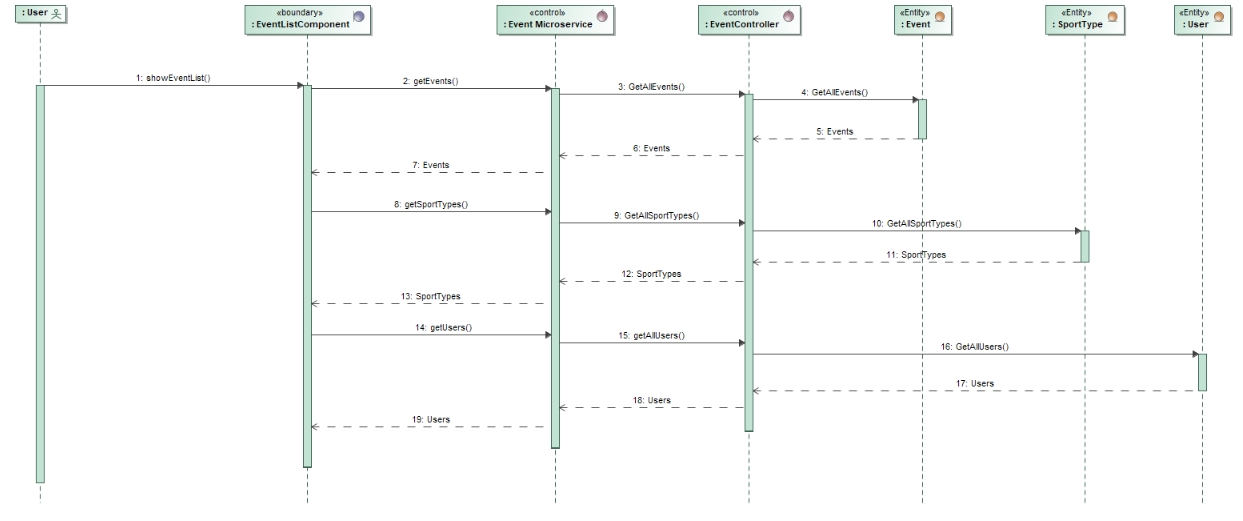 : User
«boundary»
: EventListComponent
«control»
: Event Microservice
«control»
: EventController
«Entity»
: Event
«Entity»
: SportType
«Entity»
: User
1: showEventList()
2: getEvents()
3: GetAllEvents()
4: GetAllEvents()
5: Events
6: Events
7: Events
8: getSportTypes()
9: GetAllSportTypes()
10: GetAllSportTypes()
11: SportTypes
12: SportTypes
13: SportTypes
14: getUsers()
15: getAllUsers()
16: GetAllUsers()
17: Users
18: Users
19: Users